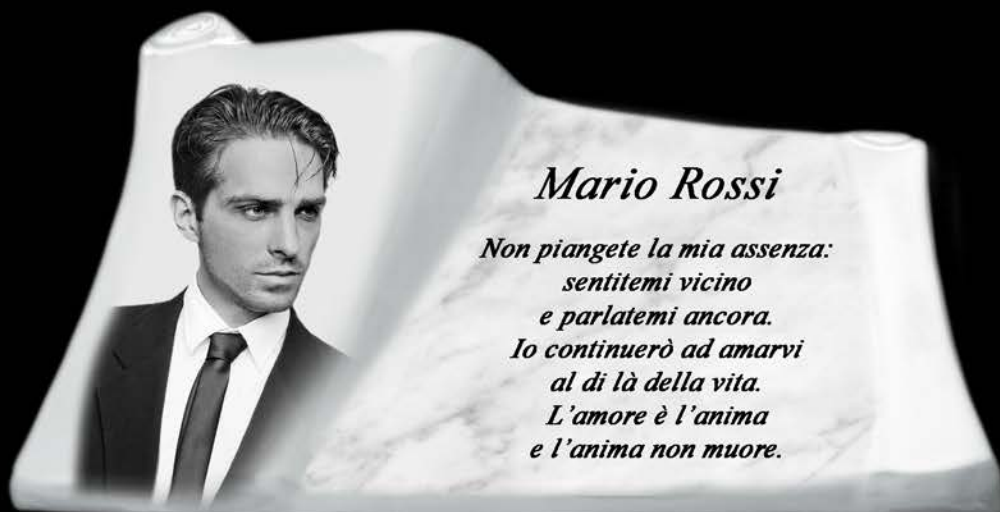 Mario Rossi
Non piangete la mia assenza:
sentitemi vicino
e parlatemi ancora.
Io continuerò ad amarvi
al di là della vita.
L’amore è l’anima
e l’anima non muore.